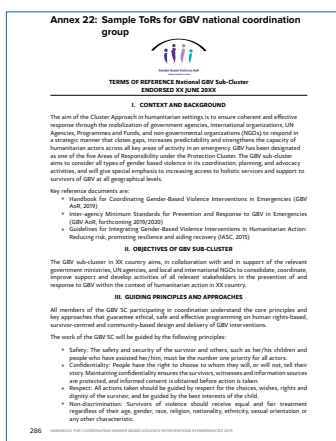 Annex 22: Sample ToRs for GBV national coordination
group
Gender-Based Violence AoR
TERMS OF REFERENCE National GBV Sub-Cluster
ENDORSED XX JUNE 20XX
I. CONTEXT AND BACKGROUND
The aim of the Cluster Approach in humanitarian settings is to ensure coherent and effective
response through the mobilization of government agencies, international organizations, UN
Agencies, Programmes and Funds, and non-governmental organizations (NGOs) to respond in
a strategic manner that closes gaps, increases predictability and strengthens the capacity of
humanitarian actors across all key areas of activity in an emergency. GBV has been designated
as one of the five Areas of Responsibility under the Protection Cluster. The GBV sub-cluster
aims to consider all types of gender based violence in its coordination, planning, and advocacy
activities, and will give special emphasis to increasing access to holistic services and support to
survivors of GBV at all geographical levels.
Key reference documents are:
• Handbook for Coordinating Gender-Based Violence Interventions in Emergencies (GBV
AoR, 2019)
• Inter-agency Minimum Standards for Prevention and Response to GBV in Emergencies
(GBV AoR, forthcoming 2019/2020)
• Guidelines for Integrating Gender-Based Violence Interventions in Humanitarian Action:
Reducing risk, promoting resilience and aiding recovery (IASC, 2015)
II. OBJECTIVES OF GBV SUB-CLUSTER
The GBV sub-cluster in XX country aims, in collaboration with and in support of the relevant
government ministries, UN agencies, and local and international NGOs to consolidate, coordinate,
improve support and develop activities of all relevant stakeholders in the prevention of and
response to GBV within the context of humanitarian action in XX country.
III. GUIDING PRINCIPLES AND APPROACHES
All members of the GBV SC participating in coordination understand the core principles and
key approaches that guarantee ethical, safe and effective programming on human rights-based,
survivor-centred and community-based design and delivery of GBV interventions.
The work of the GBV SC will be guided by the following principles:
• Safety: The safety and security of the survivor and others, such as her/his children and
people who have assisted her/him, must be the number one priority for all actors.
• Confidentiality: People have the right to choose to whom they will, or will not, tell their
story. Maintaining confidentiality ensures the survivors, witnesses and information sources
are protected, and informed consent is obtained before action is taken.
• Respect: All actions taken should be guided by respect for the choices, wishes, rights and
dignity of the survivor, and be guided by the best interests of the child.
• Non-discrimination: Survivors of violence should receive equal and fair treatment
regardless of their age, gender, race, religion, nationality, ethnicity, sexual orientation or
any other characteristic.
286 HANDBOOK FOR COORDINATING GENDER-BASED VIOLENCE INTERVENTIONS IN EMERGENCIES 2019